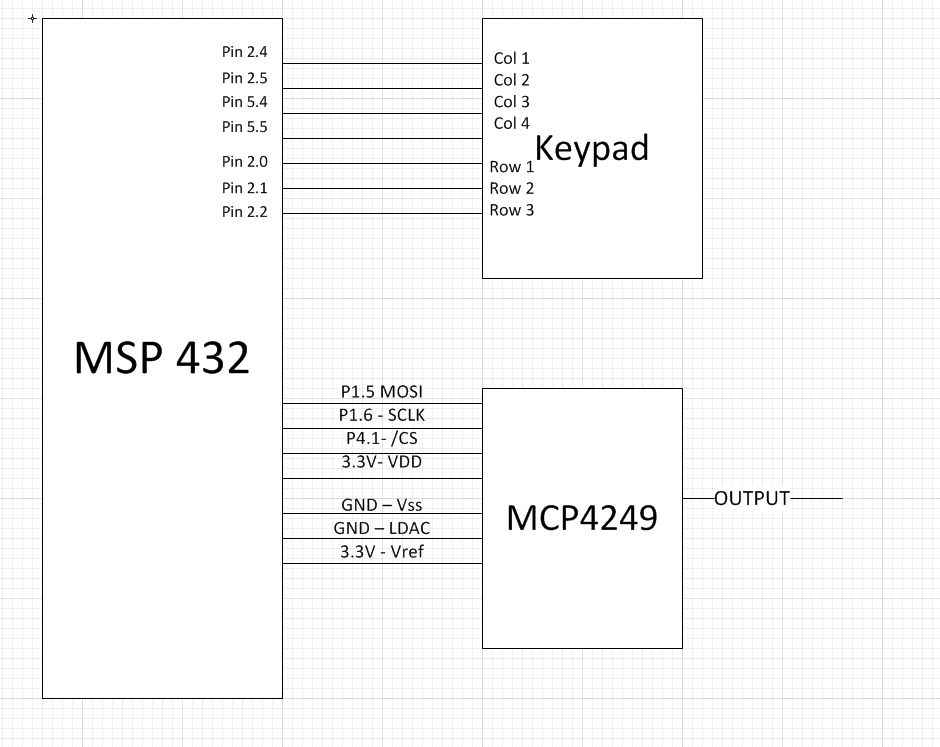 Pin 2.4
Pin 2.5
Pin 5.4
Pin 5.5
Pin 2.0
Pin 2.1
Pin 2.2
Col 1
Col 2
Col 3
Col 4
Keypad
Row 1
Row 2
Row 3
MSP 432
P1.5 MOSI
P1.6 - SCLK
P4.1- /CS
3.3V- VDD
GND – Vss
GND – LDAC
3.3V - Vref
MCP4249
OUTPUT